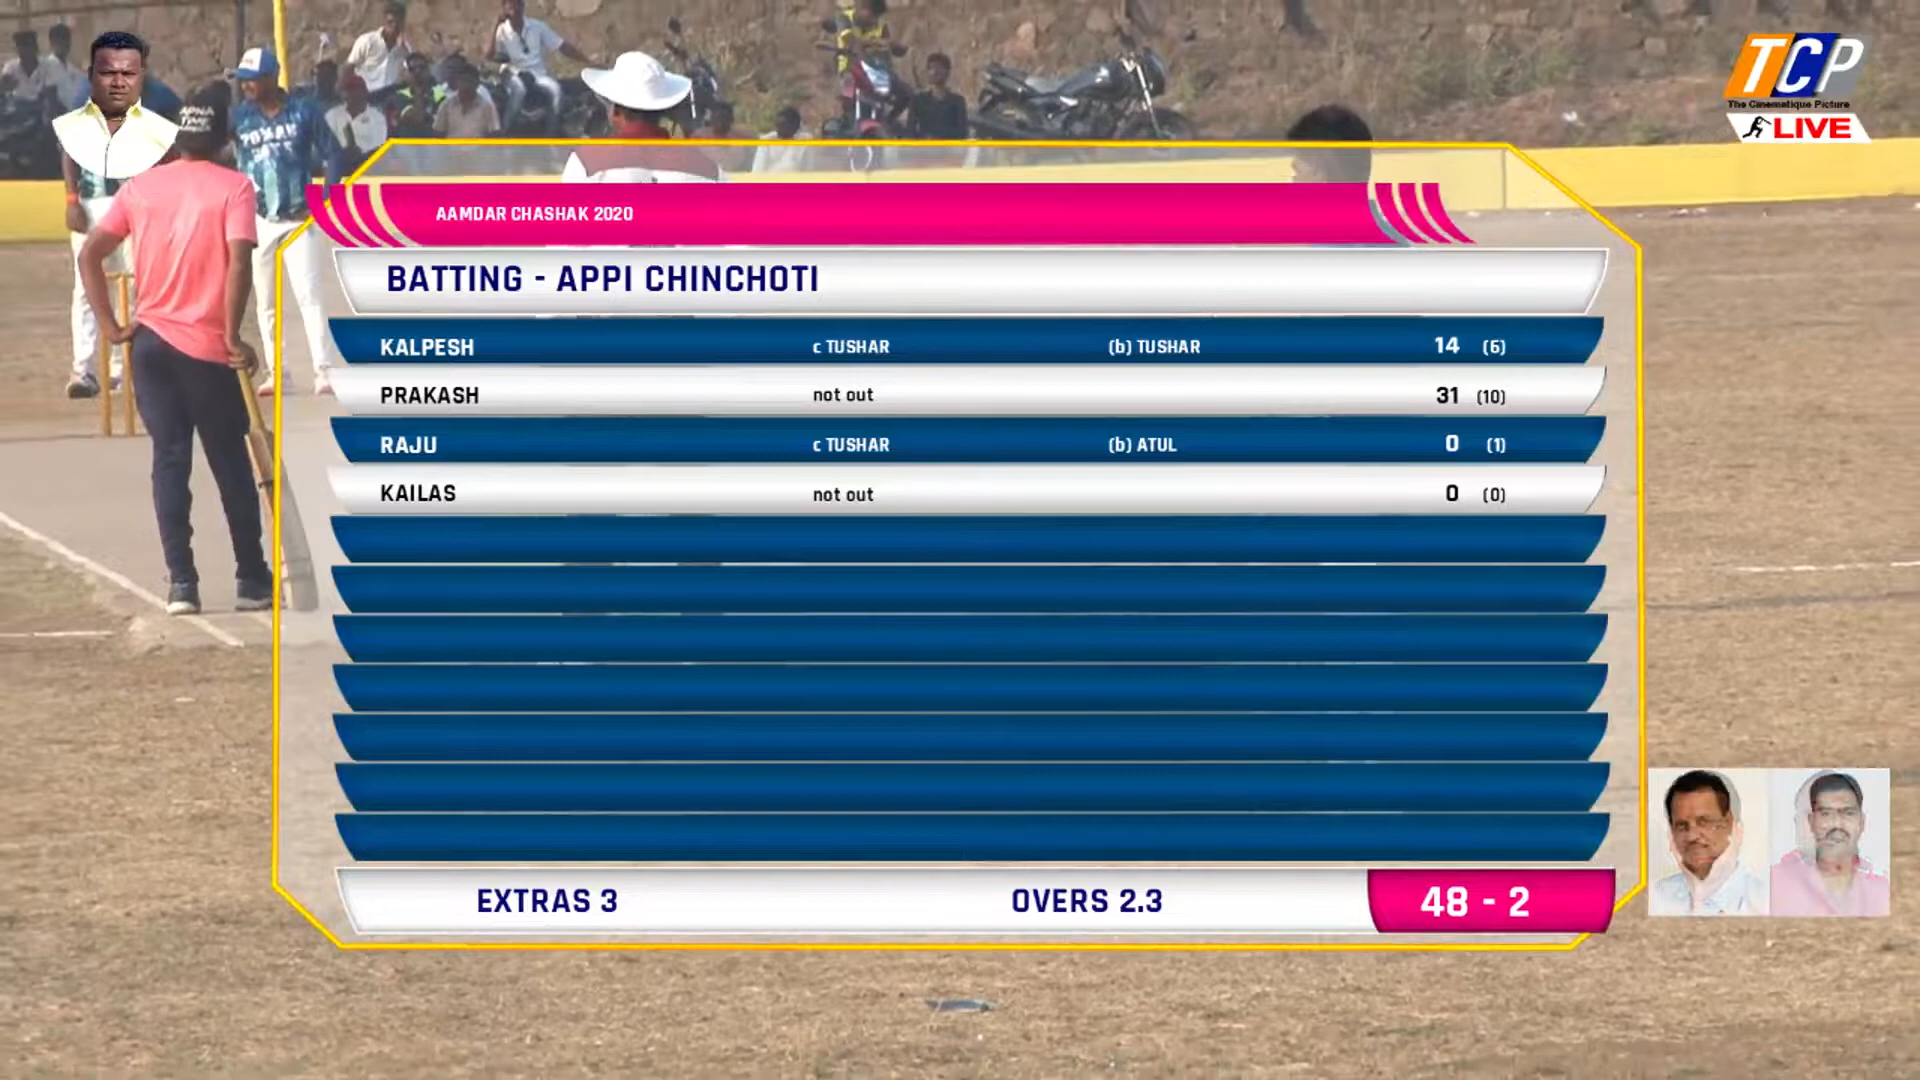 TCP
The Cinematique Picture
LIVE
APNA
TIME
AAMDAR CHASHAK 2020
BATTING - APPI CHINCHOTI
KALPESH c TUSHAR (b) TUSHAR 14 (6)
PRAKASH not out 31 (10)
RAJU c TUSHAR (b) ATUL 0 (1)
KAILAS not out 0 (0)
EXTRAS 3 OVERS 2.3 48 - 2